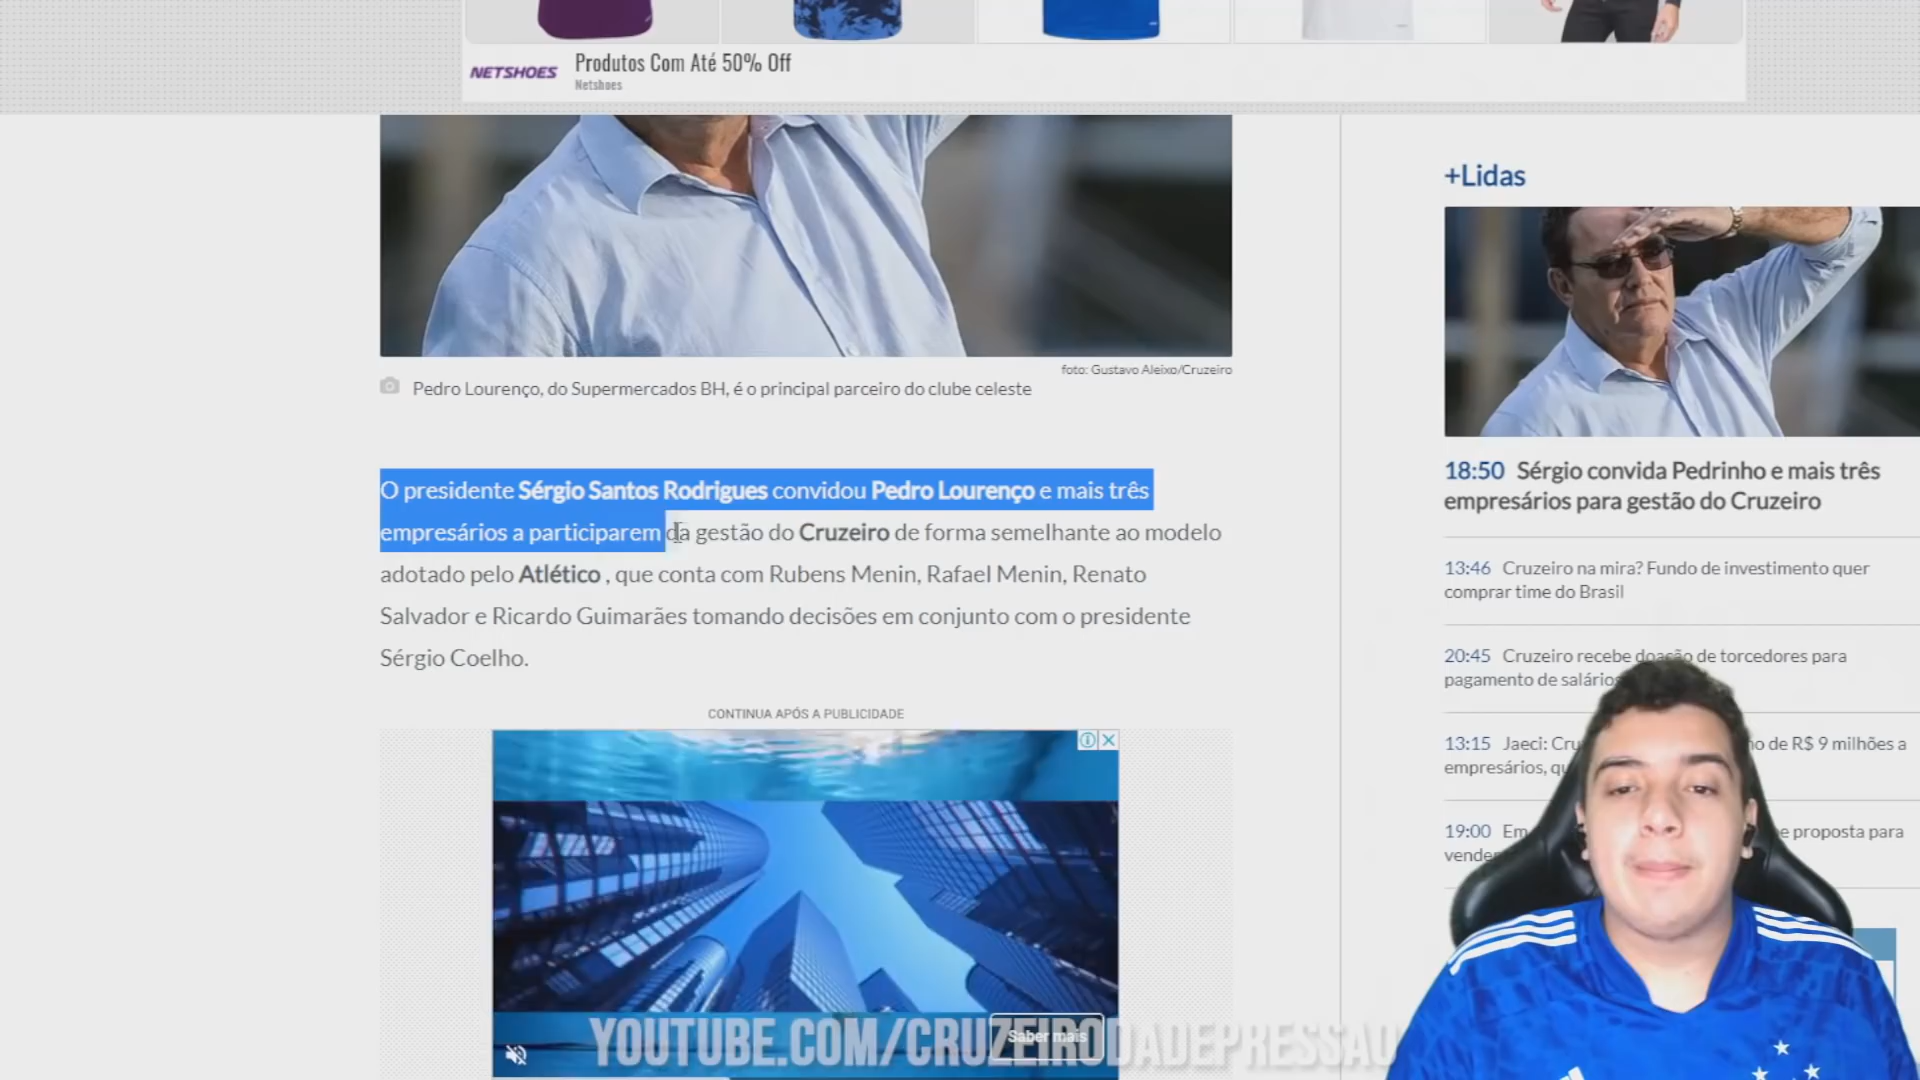 NETSHOES
Produtos Com Até 50% Off
Netshoes
foto: Gustavo Aleixo/Cruzeiro
Pedro Lourenço, do Supermercados BH, é o principal parceiro do clube celeste
O presidente Sérgio Santos Rodrigues convidou Pedro Lourenço e mais três
empresários a participarem da gestão do Cruzeiro de forma semelhante ao modelo
adotado pelo Atlético , que conta com Rubens Menin, Rafael Menin, Renato
Salvador e Ricardo Guimarães tomando decisões em conjunto com o presidente
Sérgio Coelho.
CONTINUA APÓS A PUBLICIDADE
Saber mais
YOUTUBE.COM/CRUZEIRODADEPRESSAO
+Lidas
18:50 Sérgio convida Pedrinho e mais três
empresários para gestão do Cruzeiro
13:46 Cruzeiro na mira? Fundo de investimento quer
comprar time do Brasil
20:45 Cruzeiro recebe doação de torcedores para
pagamento de salários
13:15 Jaeci: de R$ 9 milhões a
empresários,
19:00 Em proposta para